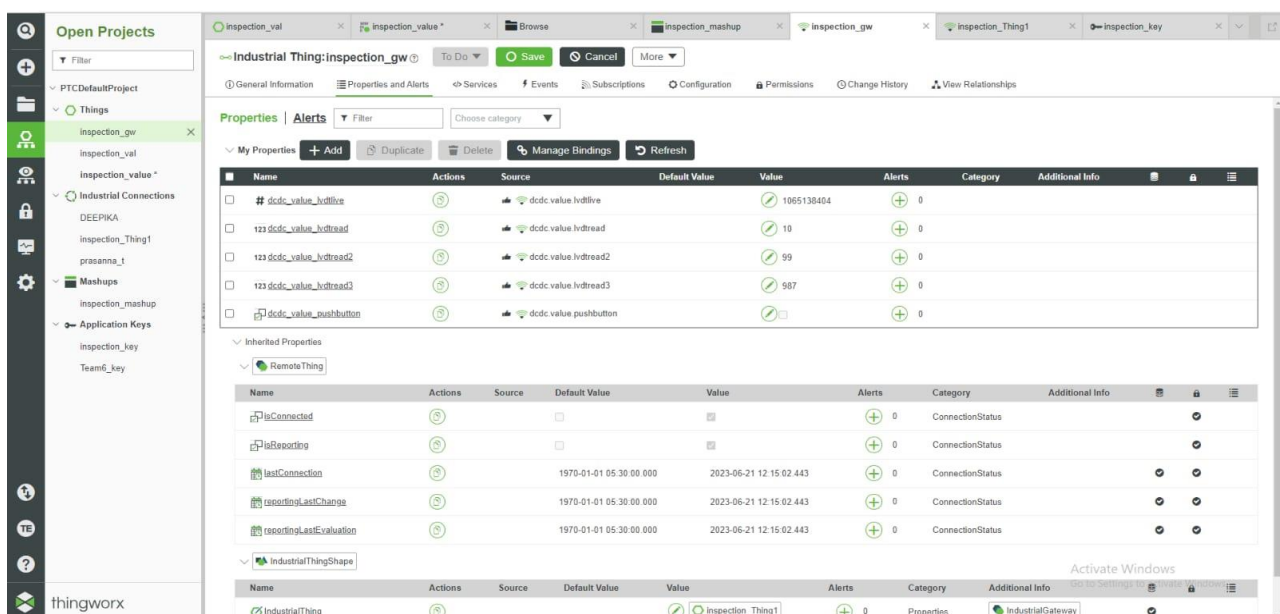 Open Projects
Filter
PTCDefaultProject
Things
inspection_gw
inspection_val
inspection_value *
Industrial Connections
DEEPIKA
inspection_Thing1
prasanna_t
Mashups
inspection_mashup
Application Keys
inspection_key
Team6_key
TE
thingworx
inspection_val inspection_value * Browse inspection_mashup inspection_gw inspection_Thing1 inspection_key
Industrial Thing:inspection_gw To Do Save Cancel More
General Information Properties and Alerts Services Events Subscriptions Configuration Permissions Change History View Relationships
Properties | Alerts Filter Choose category
My Properties Add Duplicate Delete Manage Bindings Refresh
Name Actions Source Default Value Value Alerts Category Additional Info
# dcdc_value_lvdtlive dcdc.value.lvdtlive 1065138404 0
123 dcdc_value_lvdtread dcdc.value.lvdtread 10 0
123 dcdc_value_lvdtread2 dcdc.value.lvdtread2 99 0
123 dcdc_value_lvdtread3 dcdc.value.lvdtread3 987 0
dcdc_value_pushbutton dcdc.value.pushbutton 0
Inherited Properties
RemoteThing
Name Actions Source Default Value Value Alerts Category Additional Info
isConnected 0 ConnectionStatus
isReporting 0 ConnectionStatus
lastConnection 1970-01-01 05:30:00.000 2023-06-21 12:15:02.443 0 ConnectionStatus
reportingLastChange 1970-01-01 05:30:00.000 2023-06-21 12:15:02.443 0 ConnectionStatus
reportingLastEvaluation 1970-01-01 05:30:00.000 2023-06-21 12:15:02.443 0 ConnectionStatus
IndustrialThingShape
Activate Windows
Name Actions Source Default Value Value Alerts Category Additional Info
Go to Settings to Windows
IndustrialThing inspection_Thing1 0 Properties IndustrialGateway